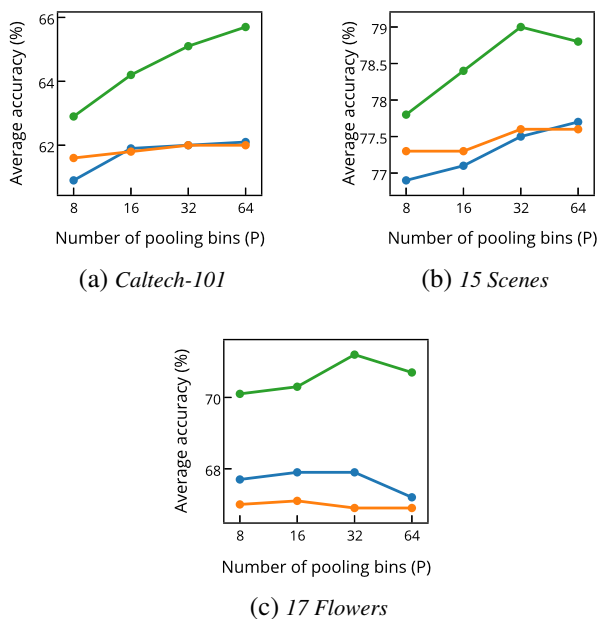 Average accuracy (%)
66
64
62
8 16 32 64
Number of pooling bins (P)
(a) Caltech-101
Average accuracy (%)
79
78.5
78
77.5
77
8 16 32 64
Number of pooling bins (P)
(b) 15 Scenes
Average accuracy (%)
70
68
8 16 32 64
Number of pooling bins (P)
(c) 17 Flowers